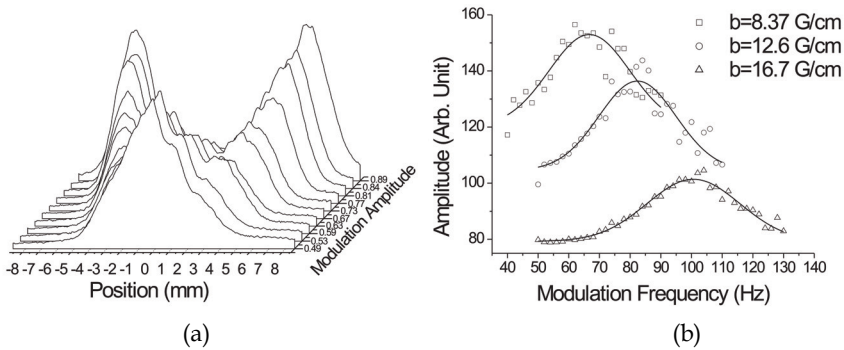 0.89
0.84
0.81
0.77
0.73
0.67
0.63
0.59
0.53
0.49
Modulation Amplitude
-8 -7 -6 -5 -4 -3 -2 -1 0 1 2 3 4 5 6 7 8
Position (mm)
(a)
160
140
120
100
80
Amplitude (Arb. Unit)
b=8.37 G/cm
b=12.6 G/cm
b=16.7 G/cm
40 50 60 70 80 90 100 110 120 130 140
Modulation Frequency (Hz)
(b)